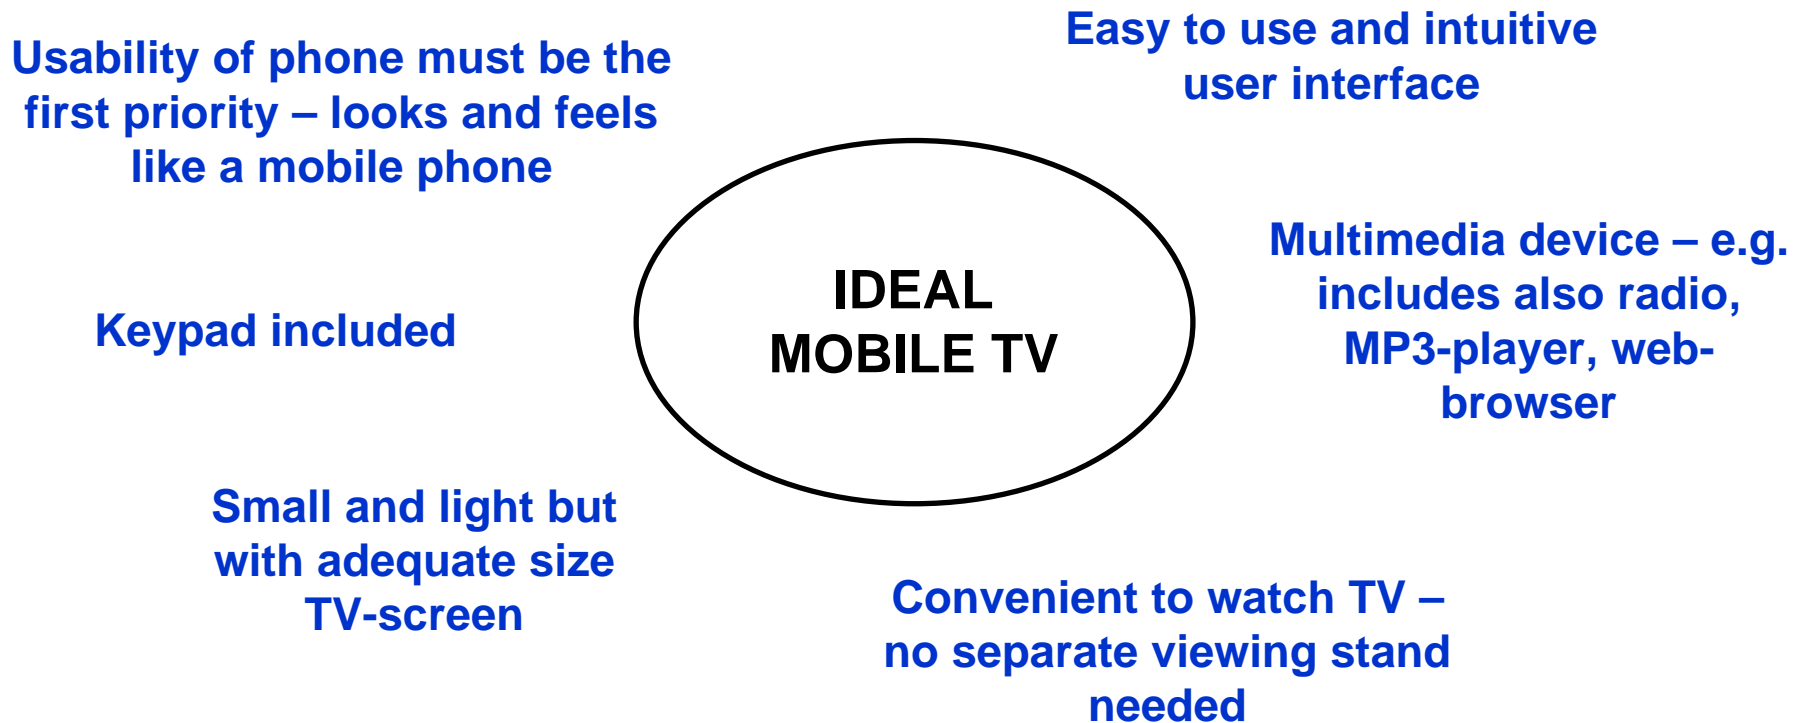 Usability of phone must be the
first priority – looks and feels
like a mobile phone
Easy to use and intuitive
user interface
Keypad included
IDEAL
MOBILE TV
Multimedia device – e.g.
includes also radio,
MP3-player, web-
browser
Small and light but
with adequate size
TV-screen
Convenient to watch TV –
no separate viewing stand
needed